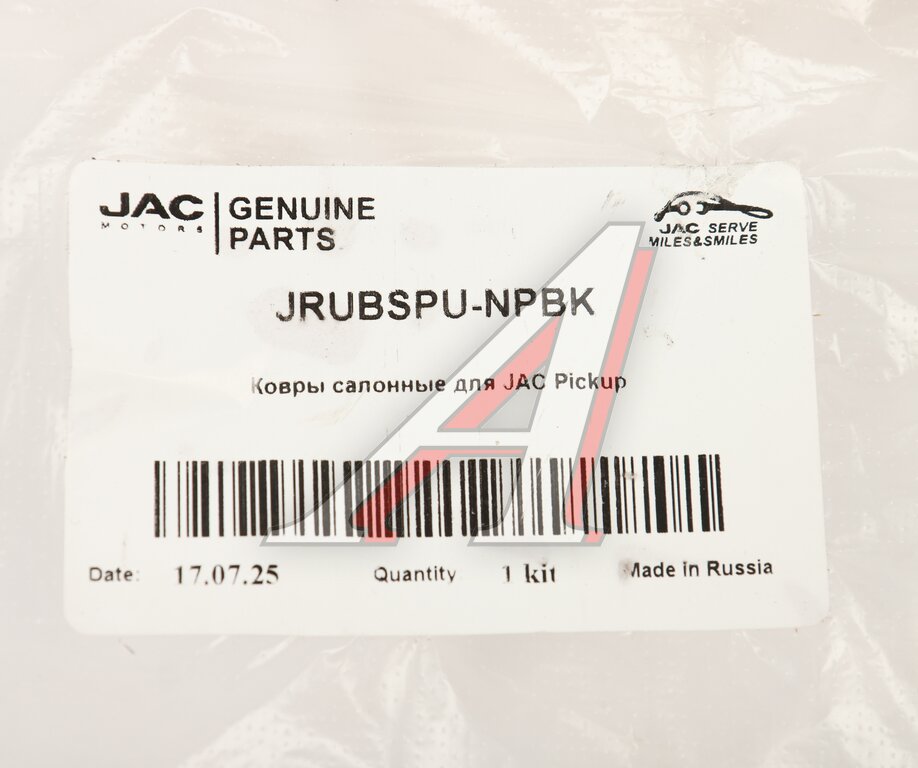 JAC
MOTORS
GENUINE
PARTS
JAC SERVE
MILES&SMILES
JRUBSPU-NPBK
Ковры салонные для JAC Pickup
Date: 17.07.25 Quantity 1 kit Made in Russia